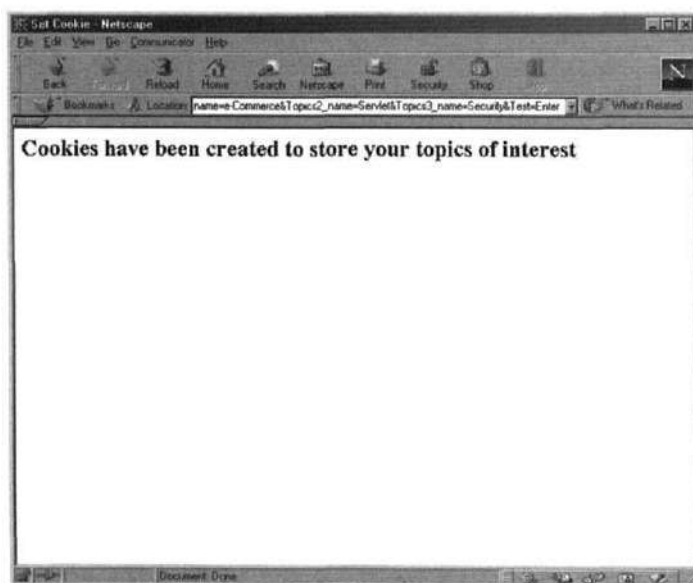 Set Cookie - Netscape
File Edit View Go Communicator Help
Back Reload Home Search Netscape Print Security Shop
Bookmarks Location: name=e-Commerce&Topics2_name=Servlet&Topics3_name=Security&Test=Enter What's Related
Cookies have been created to store your topics of interest
Document: Done